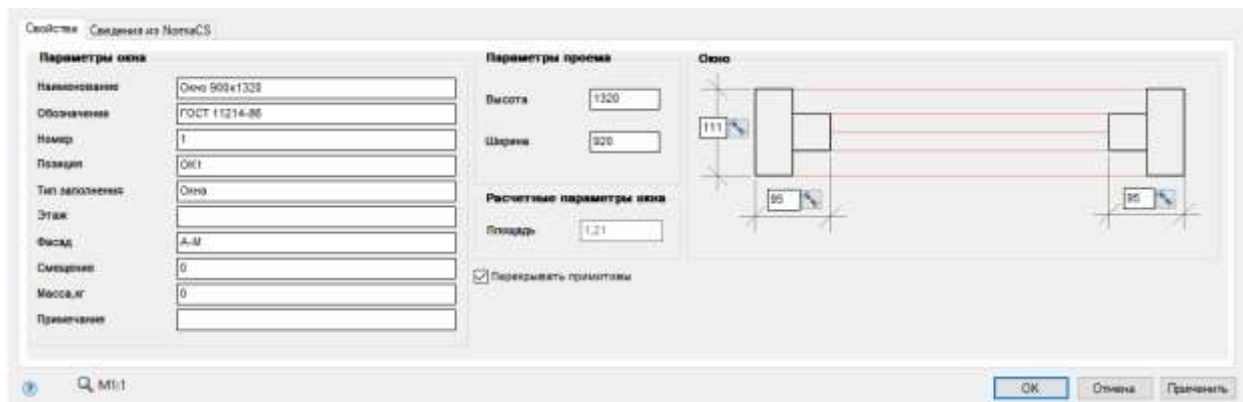 Свойства Сведения из NormaCS
Параметры окна
Наименование Окно 900x1320
Обозначение ГОСТ 11214-86
Номер 1
Позиция ОК1
Тип заполнения Окна
Этаж
Фасад А-И
Смещение 0
Масса,кг 0
Примечание
Параметры проема
Высота 1320
Ширина 920
Расчетные параметры окна
Площадь 1,21
Перекрывать примитивы
Окно
111
95 95
М1:1
ОК Отмена Применить